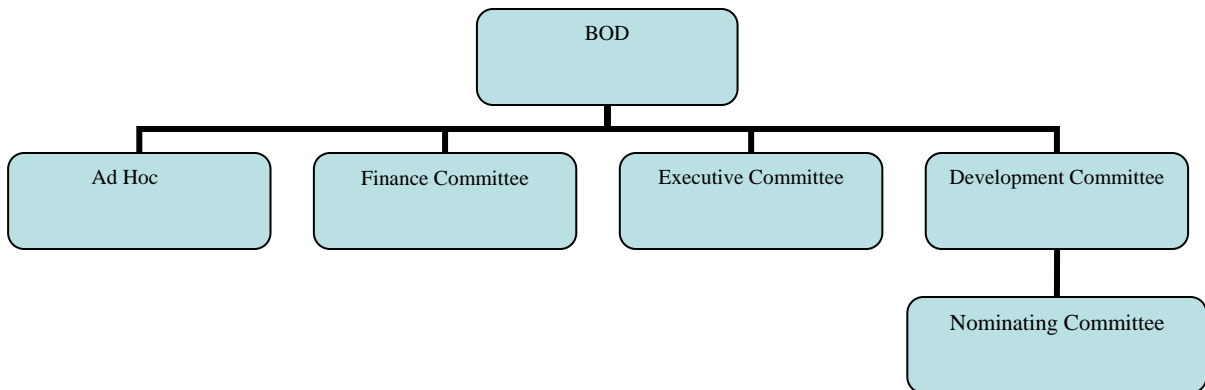 BOD
Ad Hoc
Finance Committee
Executive Committee
Development Committee
Nominating Committee